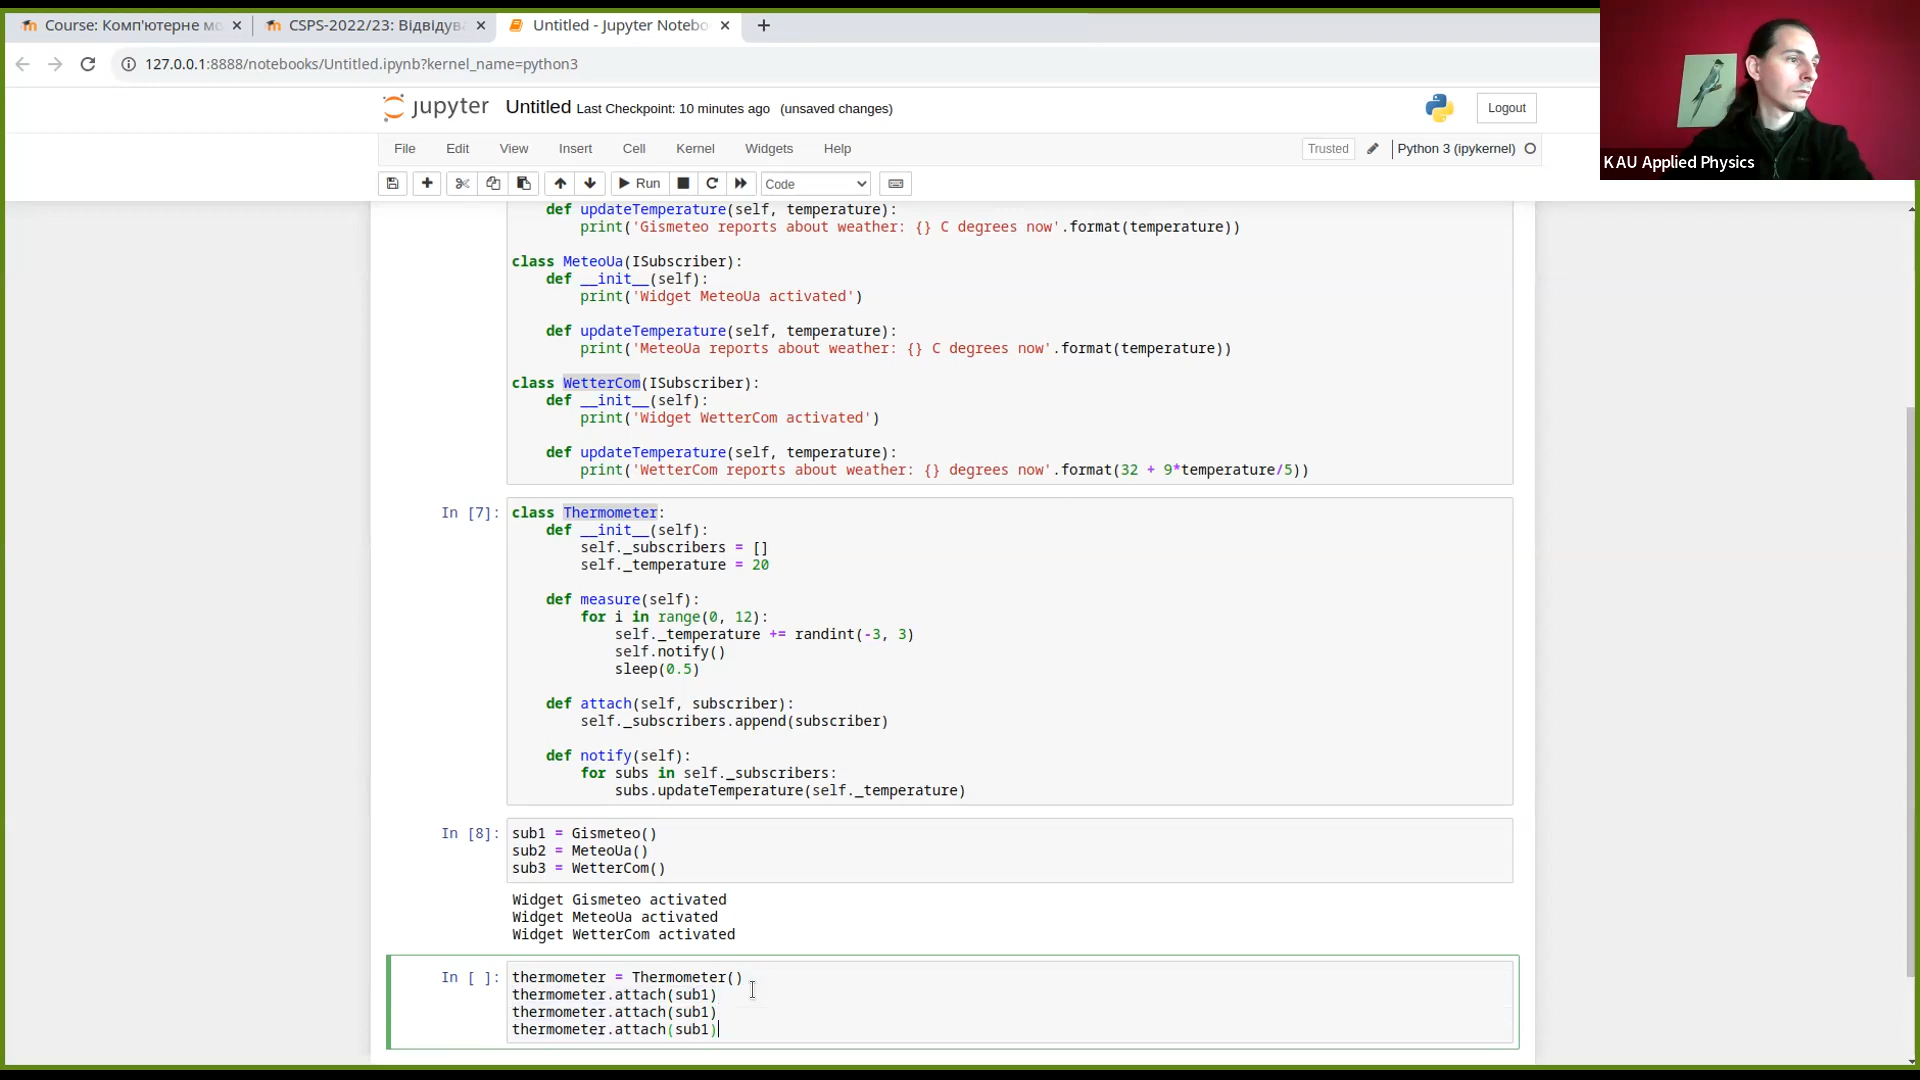 Course: Комп'ютерне мо
CSPS-2022/23: Відвідув
Untitled - Jupyter Notebo
127.0.0.1:8888/notebooks/Untitled.ipynb?kernel_name=python3
jupyter Untitled Last Checkpoint: 10 minutes ago (unsaved changes)
Logout
File Edit View Insert Cell Kernel Widgets Help
Trusted
Python 3 (ipykernel)
Run
Code
K AU Applied Physics
def updateTemperature(self, temperature):
print('Gismeteo reports about weather: {} C degrees now'.format(temperature))
class MeteoUa(ISubscriber):
def __init__(self):
print('Widget MeteoUa activated')
def updateTemperature(self, temperature):
print('MeteoUa reports about weather: {} C degrees now'.format(temperature))
class WetterCom(ISubscriber):
def __init__(self):
print('Widget WetterCom activated')
def updateTemperature(self, temperature):
print('WetterCom reports about weather: {} degrees now'.format(32 + 9*temperature/5))
In [7]:
class Thermometer:
def __init__(self):
self._subscribers = []
self._temperature = 20
def measure(self):
for i in range(0, 12):
self._temperature += randint(-3, 3)
self.notify()
sleep(0.5)
def attach(self, subscriber):
self._subscribers.append(subscriber)
def notify(self):
for subs in self._subscribers:
subs.updateTemperature(self._temperature)
In [8]:
sub1 = Gismeteo()
sub2 = MeteoUa()
sub3 = WetterCom()
Widget Gismeteo activated
Widget MeteoUa activated
Widget WetterCom activated
In [ ]:
thermometer = Thermometer()
thermometer.attach(sub1)
thermometer.attach(sub1)
thermometer.attach(sub1)